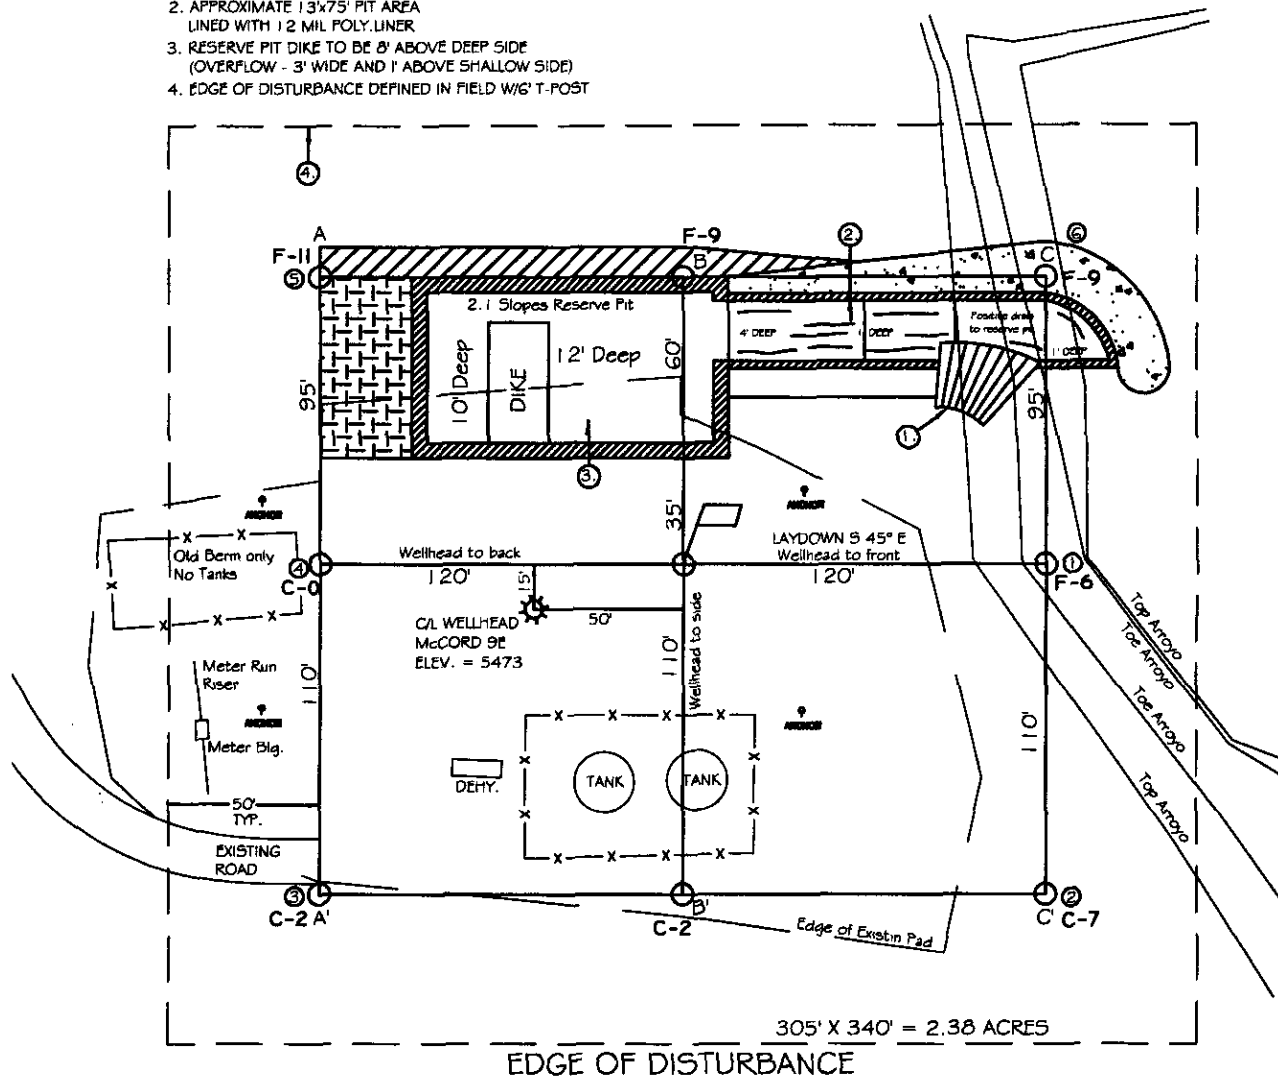 2. APPROXIMATE 13'x75' PIT AREA
LINED WITH 12 MIL POLY.LINER
3. RESERVE PIT DIKE TO BE 8' ABOVE DEEP SIDE
(OVERFLOW - 3' WIDE AND 1' ABOVE SHALLOW SIDE)
4. EDGE OF DISTURBANCE DEFINED IN FIELD W/6' T-POST
4.
A
F-9
2.
6
F-11
B
C
5
F-9
2:1 Slopes Reserve Pit
4' DEEP
1' DEEP
Positive drain
to reserve pit
1' DEEP
12' Deep
10' Deep
DIKE
60'
95'
95'
1.
3.
ANCHOR
ANCHOR
35'
LAYDOWN S 45° E
Old Berm only
No Tanks
Wellhead to back
Wellhead to front
4
120'
120'
1
C-0
F-6
15'
50'
C/L WELLHEAD
McCORD 9E
ELEV. = 5473
Wellhead to side
110'
110'
110'
Top Arroyo
Toe Arroyo
Toe Arroyo
Top Arroyo
Meter Run
Riser
ANCHOR
ANCHOR
Meter Blg.
DEHY.
TANK
TANK
50'
TYP.
EXISTING
ROAD
3
2
C-2 A'
B'
C-2
C' C-7
Edge of Existin Pad
305' X 340' = 2.38 ACRES
EDGE OF DISTURBANCE